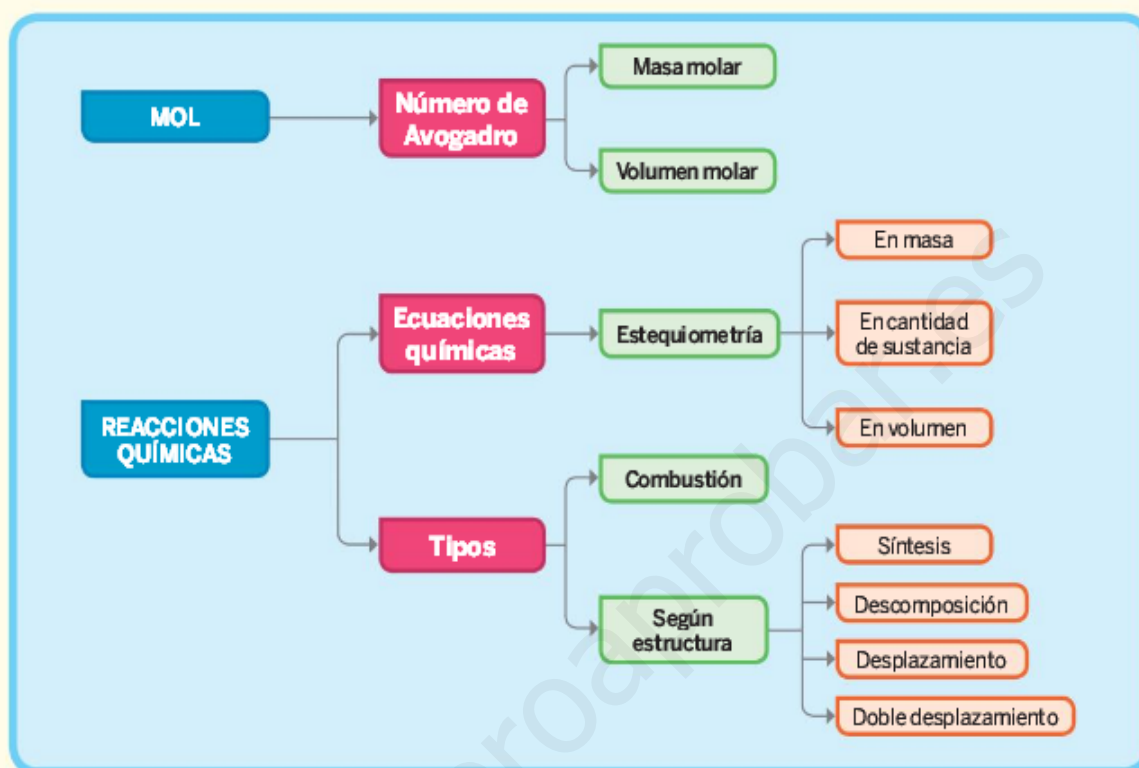 MOL
Número de
Avogadro
Masa molar
Volumen molar
REACCIONES
QUÍMICAS
Ecuaciones
químicas
Estequiometría
En masa
En cantidad
de sustancia
En volumen
Tipos
Combustión
Según
estructura
Síntesis
Descomposición
Desplazamiento
Doble desplazamiento